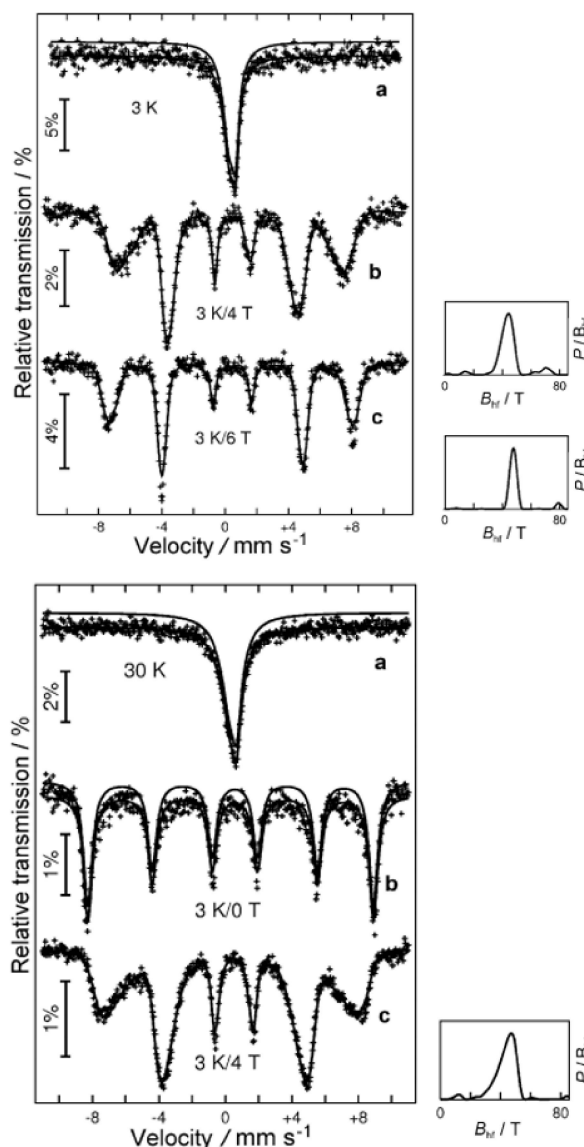 Relative transmission / %
5%
3 K
a
2%
3 K/4 T
b
4%
3 K/6 T
c
-8 -4 0 +4 +8
Velocity / mm s-1
0 80
Bhf / T
0 80
Bhf / T
Relative transmission / %
2%
30 K
a
1%
3 K/0 T
b
1%
3 K/4 T
c
-8 -4 0 +4 +8
Velocity / mm s-1
0 80
Bhf / T